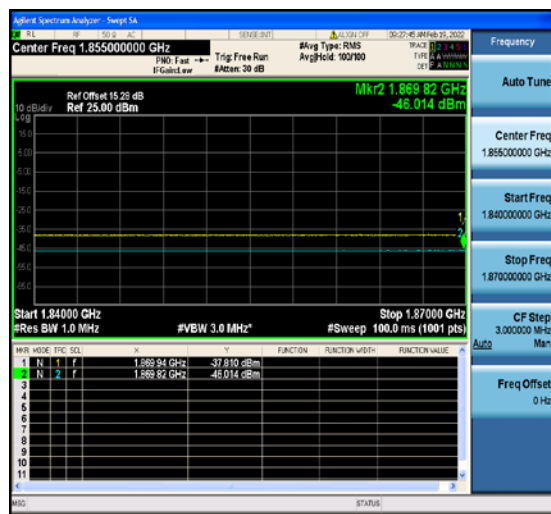 Agilent Spectrum Analyzer - Swept SA
RL RF 50 Ω AC SENSE:INT ALIGN OFF 09:27:45 AM Feb 19, 2022
Center Freq 1.855000000 GHz #Avg Type: RMS TRACE 1 2 3 4 5 6
PNO: Fast Trig: Free Run Avg|Hold: 100/100 TYPE
IFGain:Low #Atten: 30 dB DET
Mkr2 1.869 82 GHz
-46.014 dBm
Ref Offset 15.28 dB
10 dB/div Ref 25.00 dBm
Log
15.0
5.00
-5.00
-15.0
-25.0
-35.0
-45.0
-55.0
-65.0
1
2
Start 1.84000 GHz Stop 1.87000 GHz
#Res BW 1.0 MHz #VBW 3.0 MHz* #Sweep 100.0 ms (1001 pts)
MKR MODE TRC SCL X Y FUNCTION FUNCTION WIDTH FUNCTION VALUE
1 N 1 f 1.869 94 GHz -37.810 dBm
2 N 2 f 1.869 82 GHz -46.014 dBm
3
4
5
6
7
8
9
10
11
MSG STATUS
Frequency
Auto Tune
Center Freq
1.855000000 GHz
Start Freq
1.840000000 GHz
Stop Freq
1.870000000 GHz
CF Step
3.000000 MHz
Auto Man
Freq Offset
0 Hz